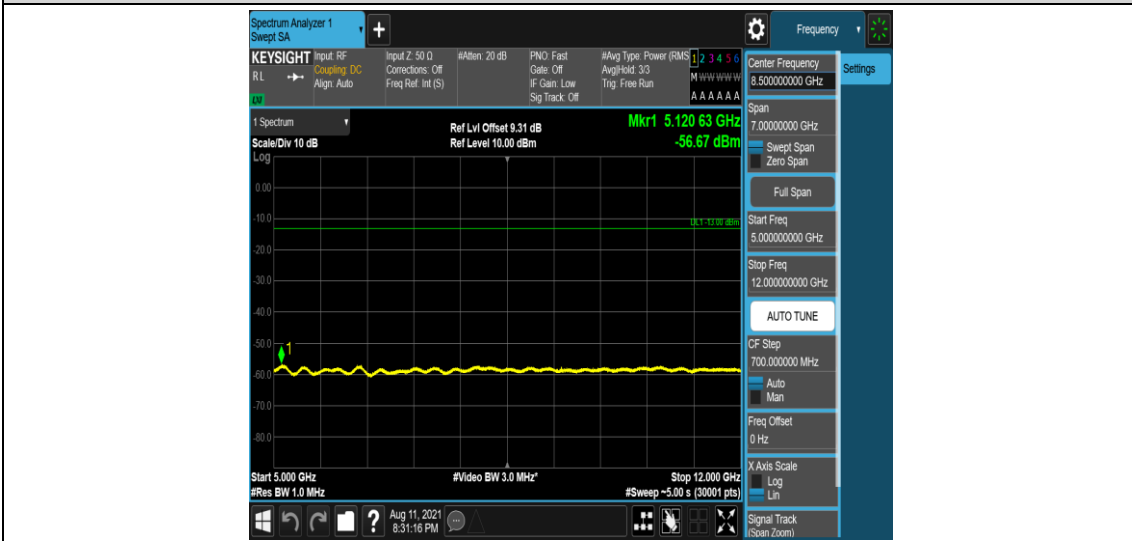 Spectrum Analyzer 1
Swept SA
Frequency
KEYSIGHT
RL
LXI
Input: RF
Coupling: DC
Align: Auto
Input Z: 50 Ω
Corrections: Off
Freq Ref: Int (S)
#Atten: 20 dB
PNO: Fast
Gate: Off
IF Gain: Low
Sig Track: Off
#Avg Type: Power (RMS
Avg|Hold: 3/3
Trig: Free Run
1 2 3 4 5 6
M W W W W W
A A A A A A
1 Spectrum
Scale/Div 10 dB
Log
Ref Lvl Offset 9.31 dB
Ref Level 10.00 dBm
Mkr1 5.120 63 GHz
-56.67 dBm
0.00
-10.0
DL1 -13.00 dBm
-20.0
-30.0
-40.0
-50.0
1
-60.0
-70.0
-80.0
Start 5.000 GHz
#Res BW 1.0 MHz
#Video BW 3.0 MHz*
Stop 12.000 GHz
#Sweep ~5.00 s (30001 pts)
Aug 11, 2021
8:31:16 PM
Center Frequency
8.500000000 GHz
Settings
Span
7.00000000 GHz
Swept Span
Zero Span
Full Span
Start Freq
5.000000000 GHz
Stop Freq
12.000000000 GHz
AUTO TUNE
CF Step
700.000000 MHz
Auto
Man
Freq Offset
0 Hz
X Axis Scale
Log
Lin
Signal Track
(Span Zoom)